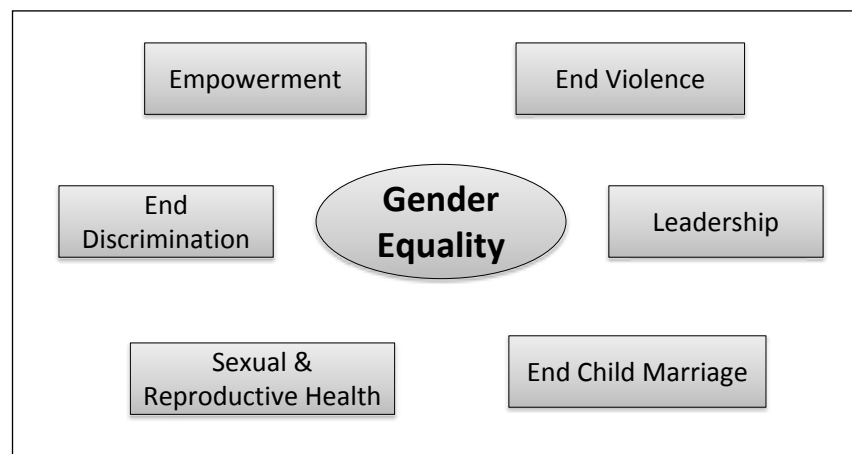 Empowerment
End Violence
End
Discrimination
Gender
Equality
Leadership
Sexual &
Reproductive Health
End Child Marriage